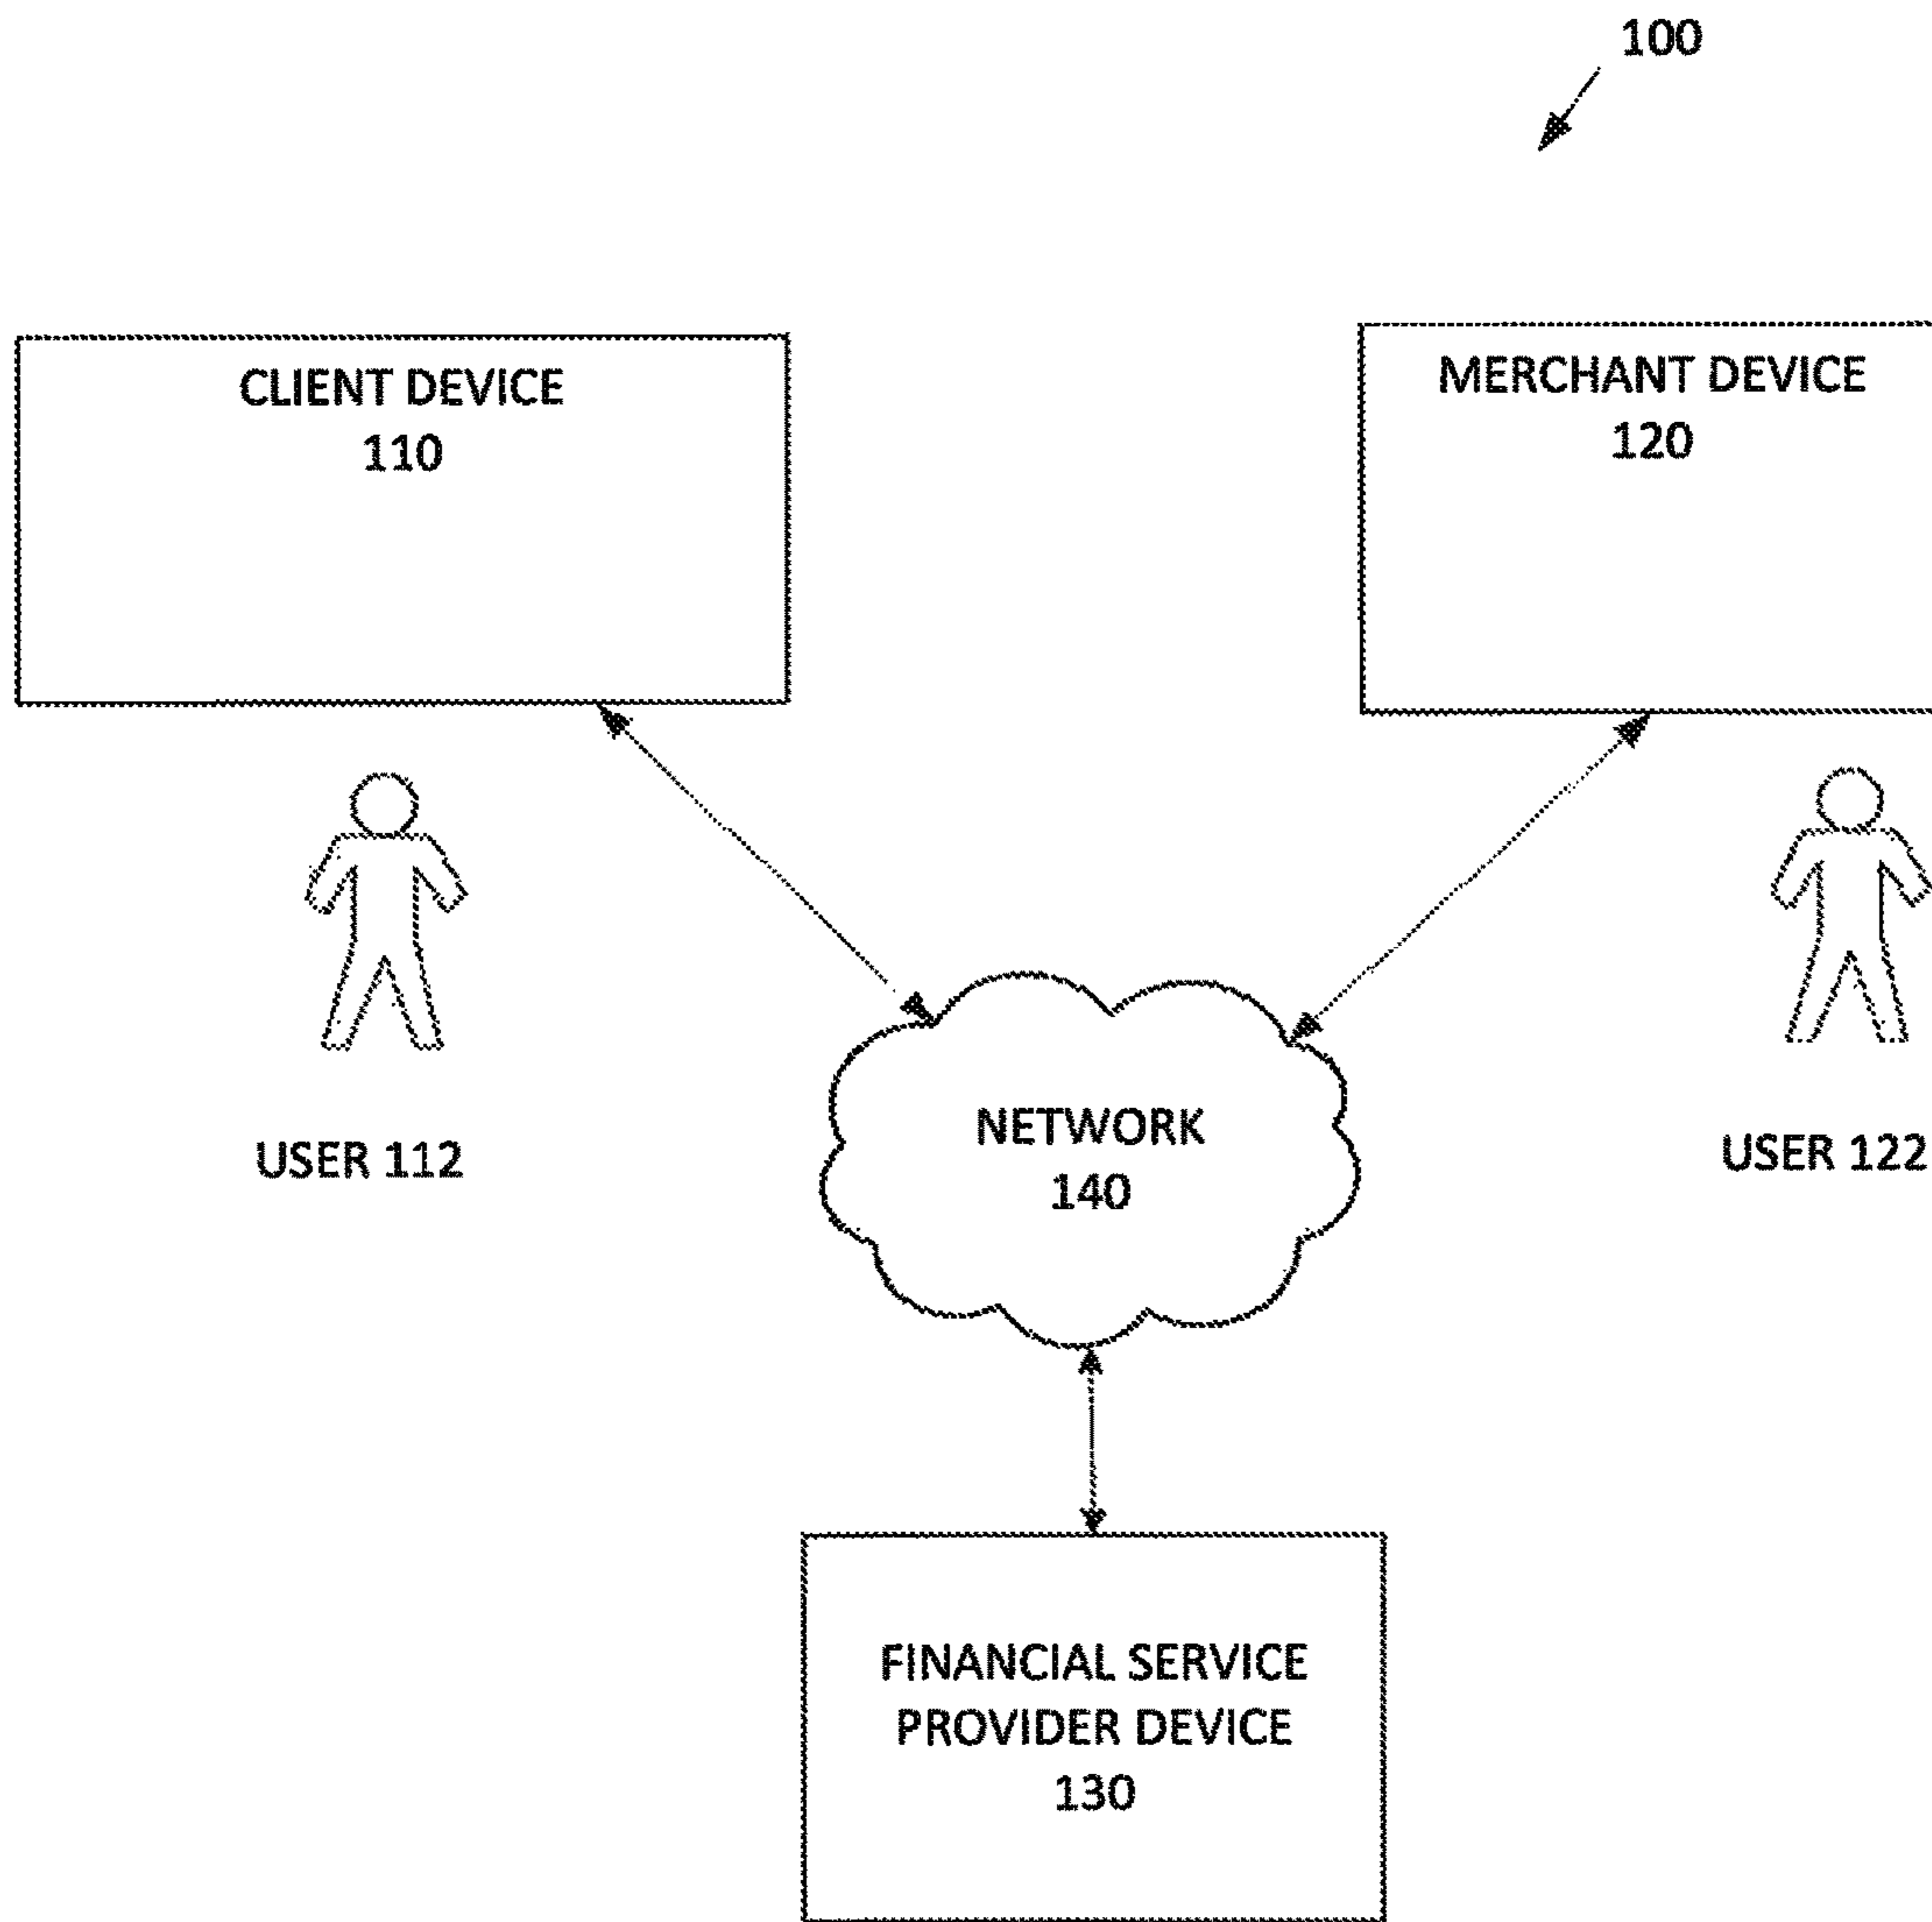 100
CLIENT DEVICE
110
MERCHANT DEVICE
120
USER 112
NETWORK
140
USER 122
FINANCIAL SERVICE
PROVIDER DEVICE
130